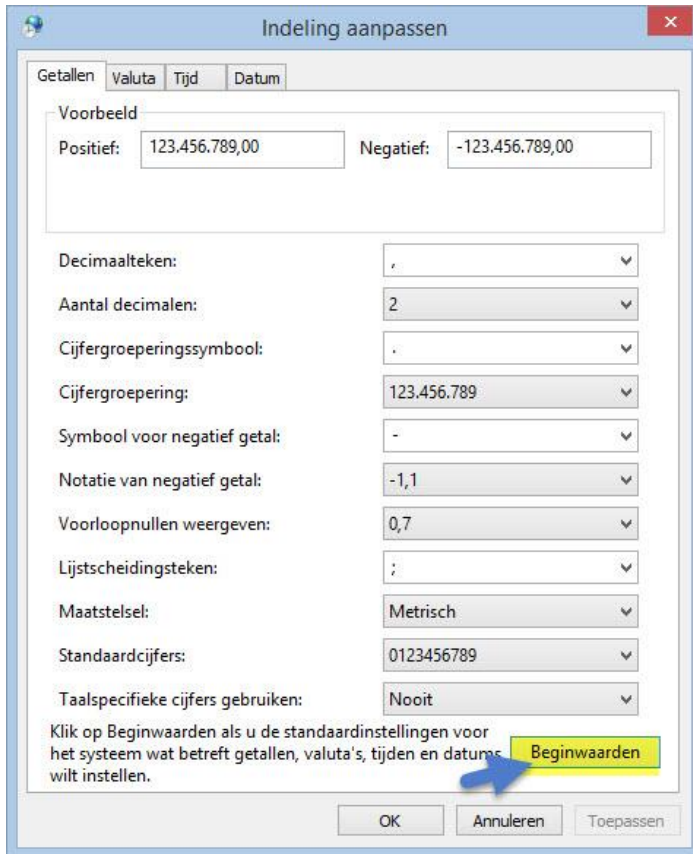 Indeling aanpassen
Getallen Valuta Tijd Datum
Voorbeeld
Positief: 123.456.789,00 Negatief: -123.456.789,00
Decimaalteken: ,
Aantal decimalen: 2
Cijfergroeperingssymbool: .
Cijfergroepering: 123.456.789
Symbool voor negatief getal: -
Notatie van negatief getal: -1,1
Voorloopnullen weergeven: 0,7
Lijstscheidingsteken: ;
Maatstelsel: Metrisch
Standaardcijfers: 0123456789
Taalspecifieke cijfers gebruiken: Nooit
Klik op Beginwaarden als u de standaardinstellingen voor
het systeem wat betreft getallen, valuta's, tijden en datums
wilt instellen.
Beginwaarden
OK Annuleren Toepassen